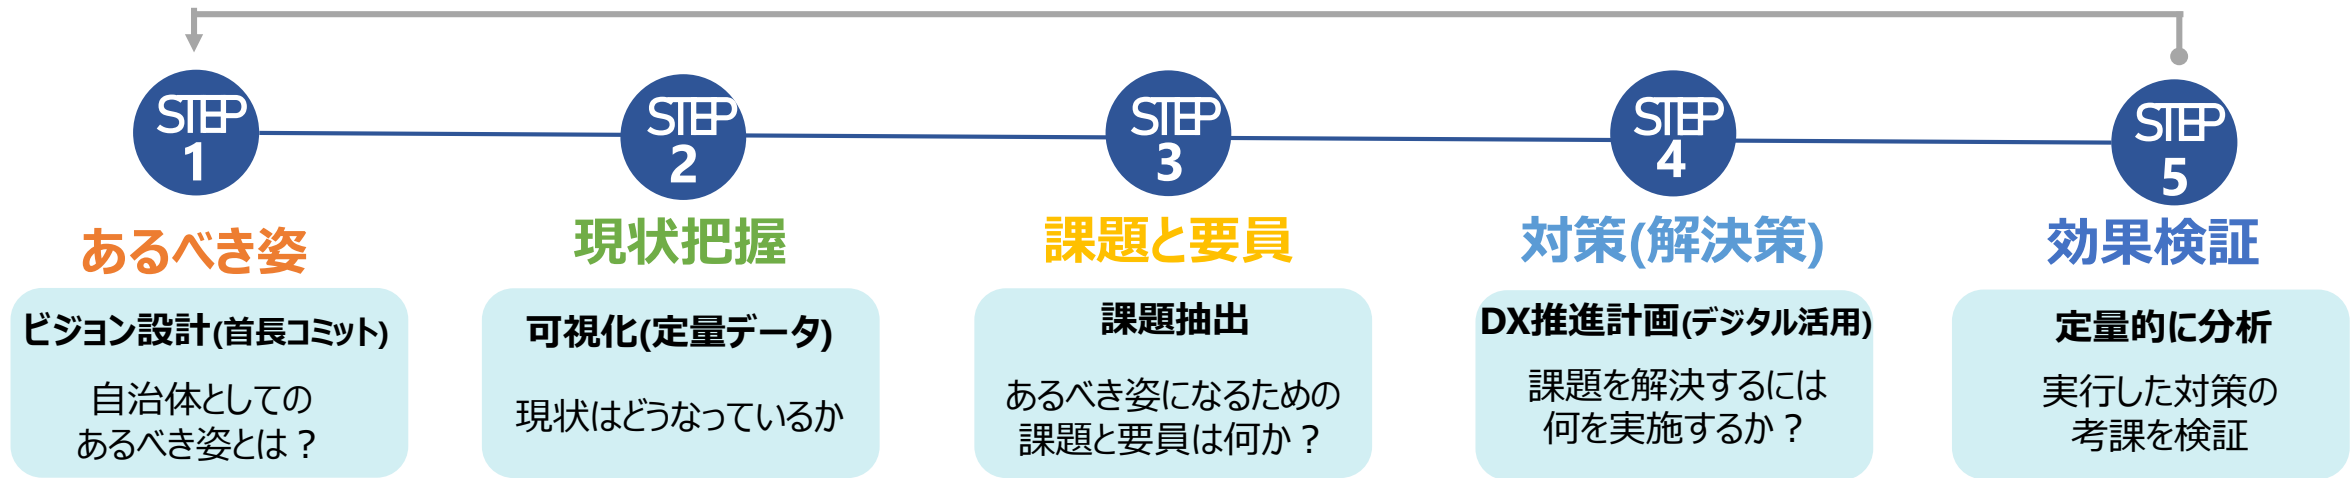 STEP
1
あるべき姿
ビジョン設計(首長コミット)
自治体としての
あるべき姿とは？
STEP
2
現状把握
可視化(定量データ)
現状はどうなっているか
STEP
3
課題と要員
課題抽出
あるべき姿になるための
課題と要員は何か？
STEP
4
対策(解決策)
DX推進計画(デジタル活用)
課題を解決するには
何を実施するか？
STEP
5
効果検証
定量的に分析
実行した対策の
考課を検証